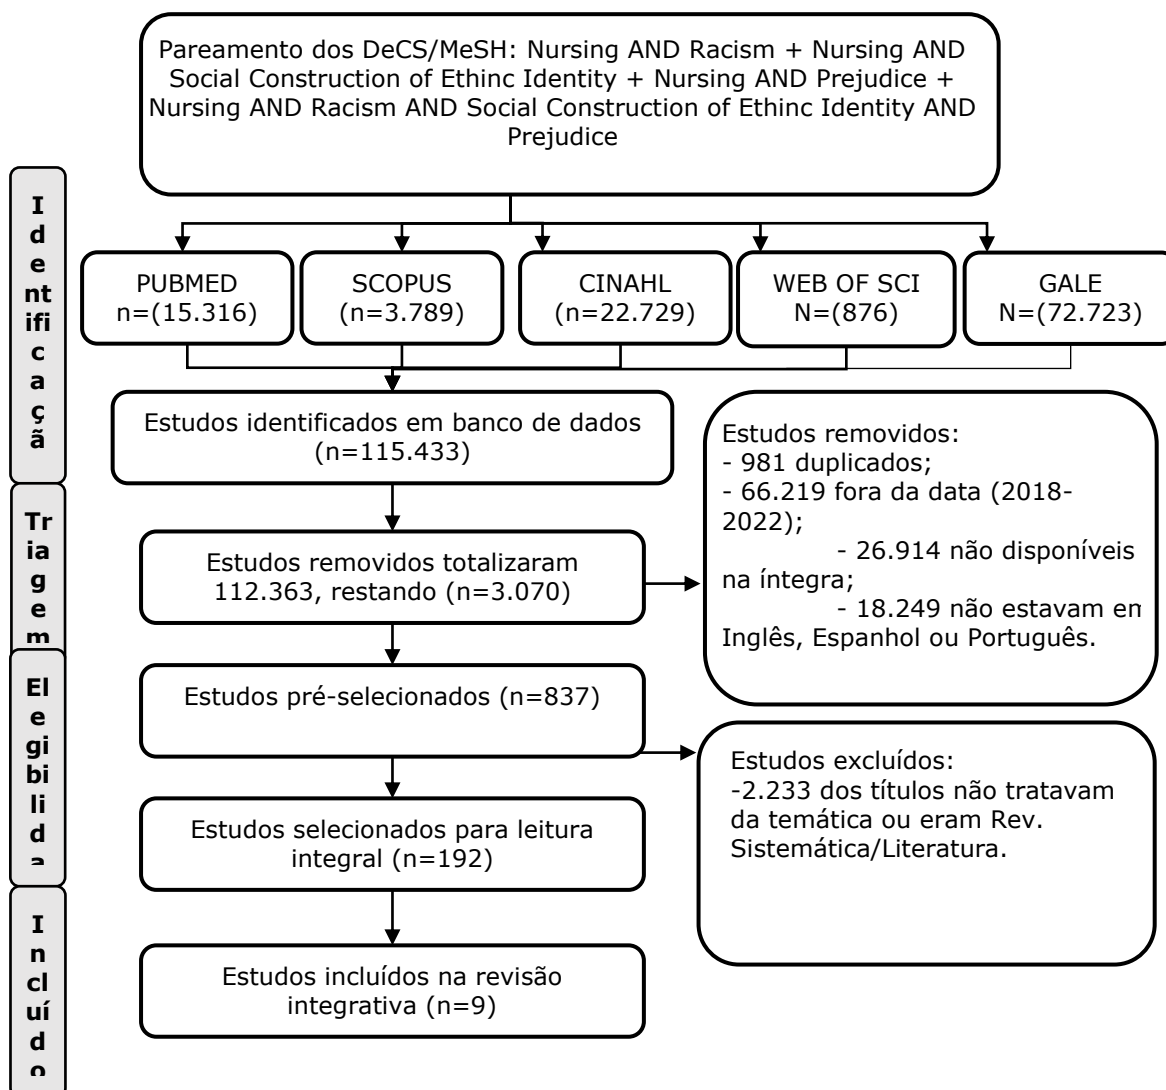 Pareamento dos DeCS/MeSH: Nursing AND Racism + Nursing AND
Social Construction of Ethinc Identity + Nursing AND Prejudice +
Nursing AND Racism AND Social Construction of Ethinc Identity AND
Prejudice
I
d
e
nt
ifi
c
a
ç
ã
PUBMED
n=(15.316)
SCOPUS
(n=3.789)
CINAHL
(n=22.729)
WEB OF SCI
N=(876)
GALE
N=(72.723)
Estudos identificados em banco de dados
(n=115.433)
Estudos removidos:
- 981 duplicados;
- 66.219 fora da data (2018-
2022);
- 26.914 não disponíveis
na íntegra;
- 18.249 não estavam em
Inglês, Espanhol ou Português.
Tr
ia
g
e
m
Estudos removidos totalizaram
112.363, restando (n=3.070)
El
e
gi
bi
li
d
a
Estudos pré-selecionados (n=837)
Estudos excluídos:
-2.233 dos títulos não tratavam
da temática ou eram Rev.
Sistemática/Literatura.
Estudos selecionados para leitura
integral (n=192)
I
n
cl
uí
d
o
Estudos incluídos na revisão
integrativa (n=9)